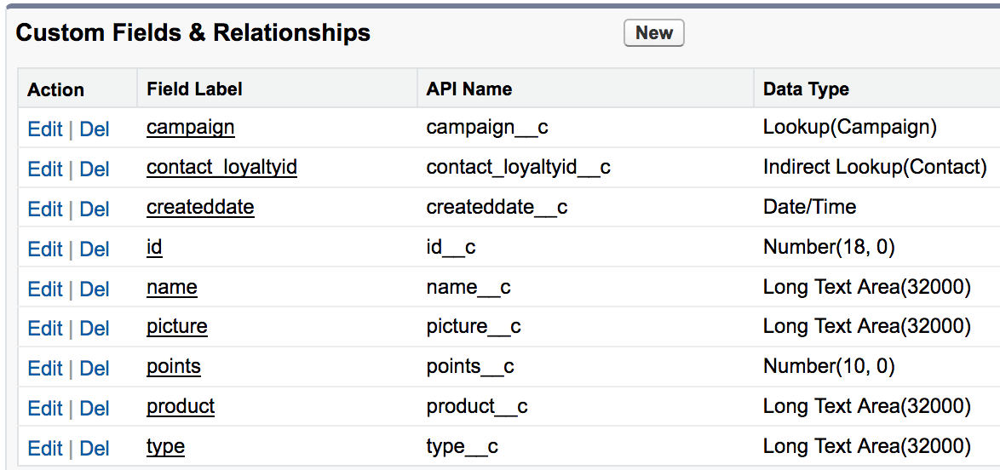 Custom Fields & Relationships New
Action Field Label API Name Data Type
Edit | Del campaign campaign__c Lookup(Campaign)
Edit | Del contact_loyaltyid contact_loyaltyid__c Indirect Lookup(Contact)
Edit | Del createddate createddate__c Date/Time
Edit | Del id id__c Number(18, 0)
Edit | Del name name__c Long Text Area(32000)
Edit | Del picture picture__c Long Text Area(32000)
Edit | Del points points__c Number(10, 0)
Edit | Del product product__c Long Text Area(32000)
Edit | Del type type__c Long Text Area(32000)